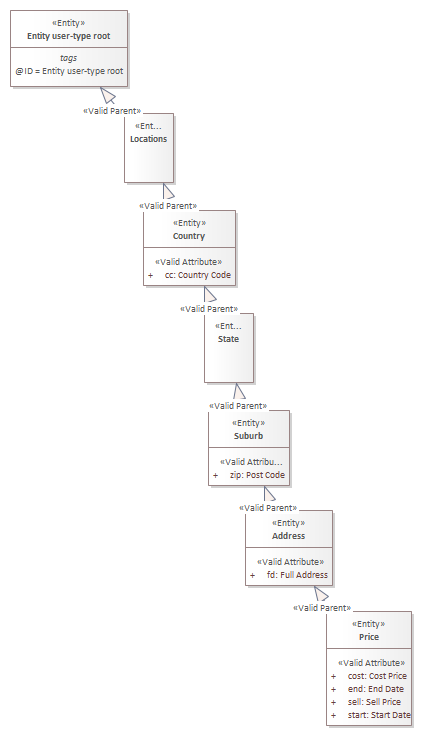 «Entity»
Entity user-type root
tags
@ID = Entity user-type root
«Valid Parent»
«Ent...
Locations
«Valid Parent»
«Entity»
Country
«Valid Attribute»
+ cc: Country Code
«Valid Parent»
«Ent...
State
«Valid Parent»
«Entity»
Suburb
«Valid Attribu...
+ zip: Post Code
«Valid Parent»
«Entity»
Address
«Valid Attribute»
+ fd: Full Address
«Valid Parent»
«Entity»
Price
«Valid Attribute»
+ cost: Cost Price
+ end: End Date
+ sell: Sell Price
+ start: Start Date